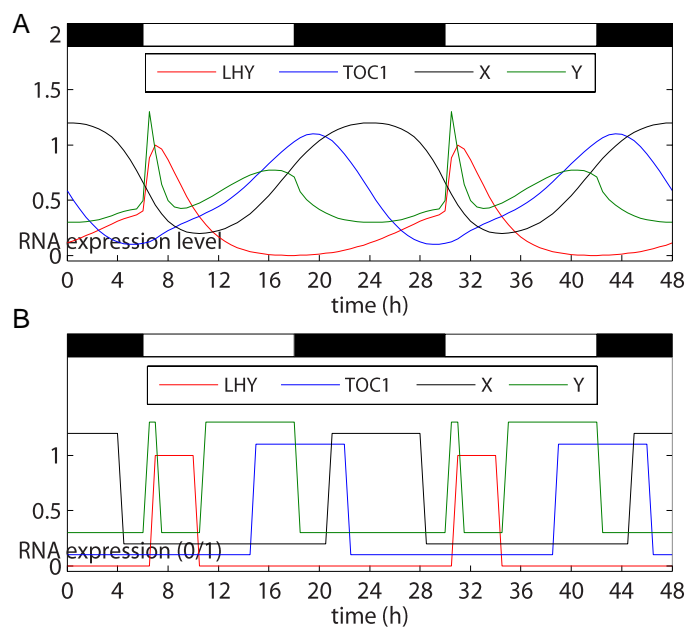 A
2
LHY TOC1 X Y
1.5
1
0.5
RNA expression level
0
0 4 8 12 16 20 24 28 32 36 40 44 48
time (h)
B
LHY TOC1 X Y
1
0.5
RNA expression (0/1)
0
0 4 8 12 16 20 24 28 32 36 40 44 48
time (h)